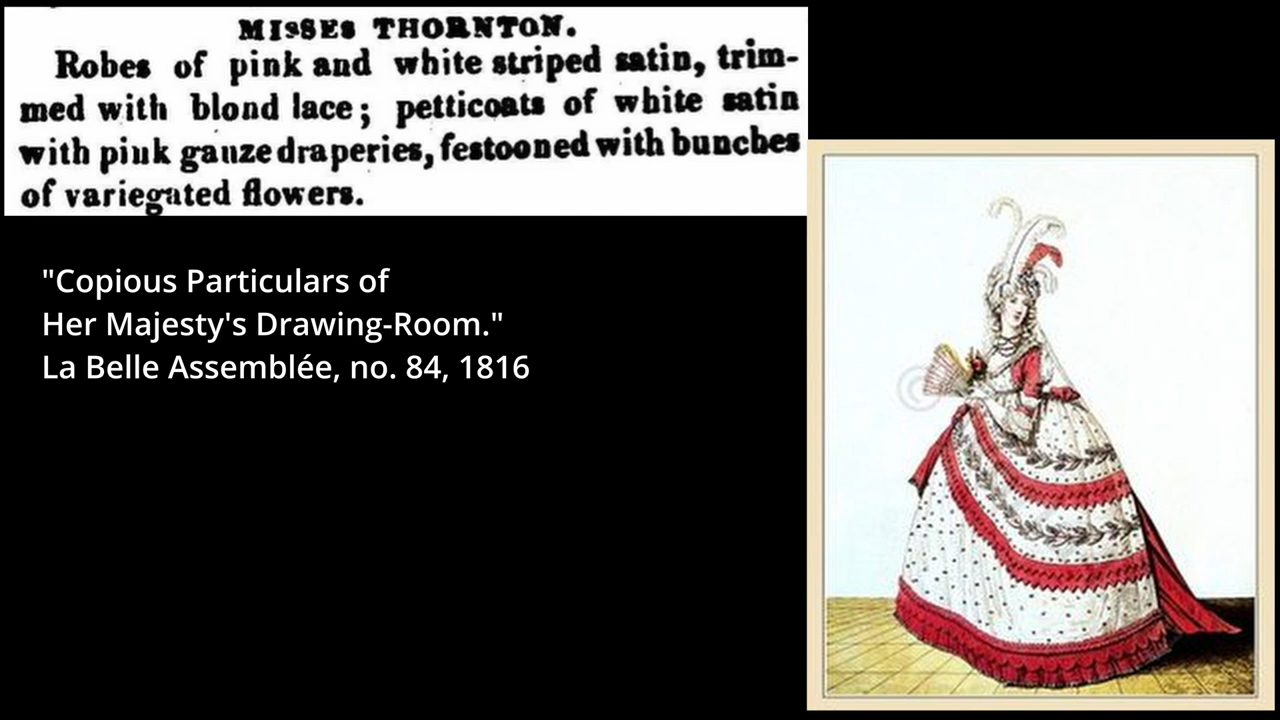 MISSES THORNTON.
Robes of pink and white striped satin, trim-
med with blond lace; petticoats of white satin
with pink gauze draperies, festooned with bunches
of variegated flowers.
"Copious Particulars of
Her Majesty's Drawing-Room."
La Belle Assemblée, no. 84, 1816
©